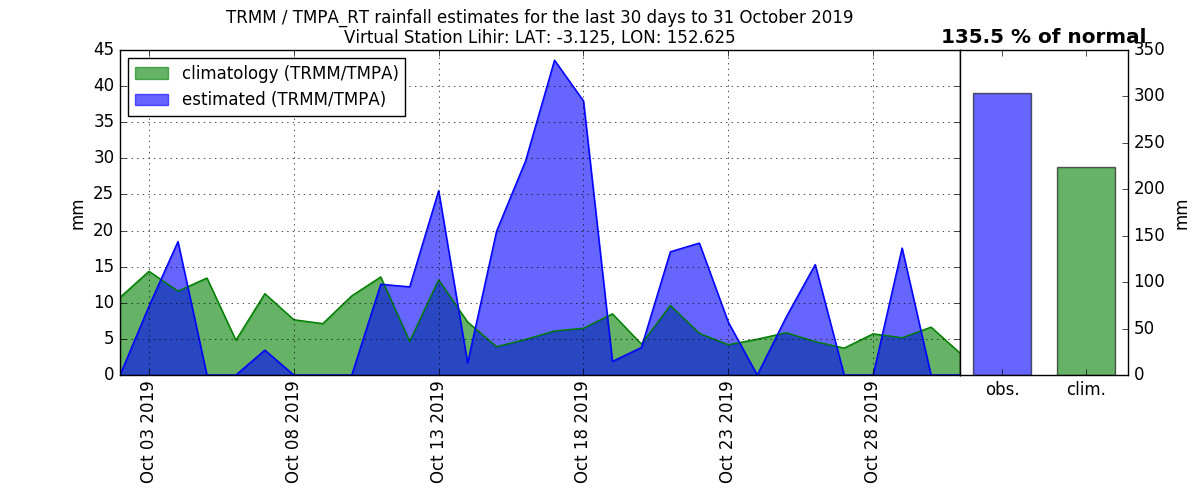 TRMM / TMPA_RT rainfall estimates for the last 30 days to 31 October 2019
Virtual Station Lihir: LAT: -3.125, LON: 152.625
135.5 % of normal
climatology (TRMM/TMPA)
estimated (TRMM/TMPA)
45
40
35
30
25
20
15
10
5
0
mm
Oct 03 2019
Oct 08 2019
Oct 13 2019
Oct 18 2019
Oct 23 2019
Oct 28 2019
350
300
250
200
150
100
50
0
mm
obs.
clim.